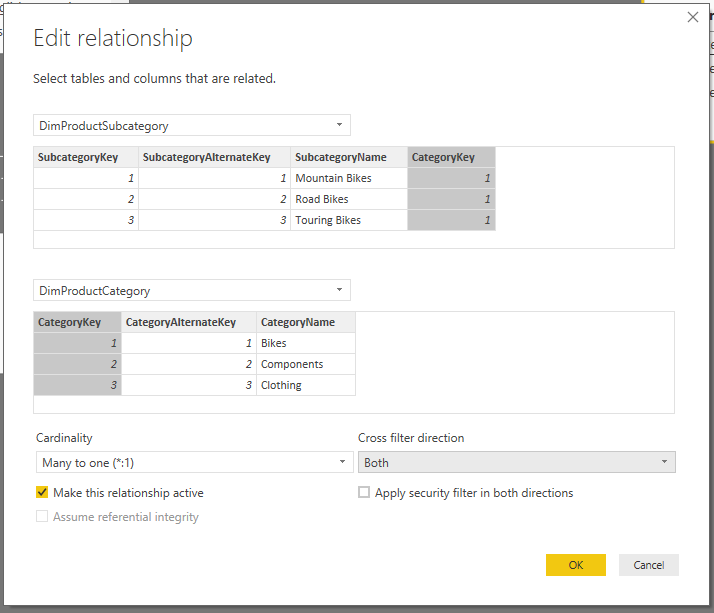 Edit relationship
Select tables and columns that are related.
DimProductSubcategory
SubcategoryKey SubcategoryAlternateKey SubcategoryName CategoryKey
1 1 Mountain Bikes 1
2 2 Road Bikes 1
3 3 Touring Bikes 1
DimProductCategory
CategoryKey CategoryAlternateKey CategoryName
1 1 Bikes
2 2 Components
3 3 Clothing
Cardinality Cross filter direction
Many to one (*:1) Both
Make this relationship active Apply security filter in both directions
Assume referential integrity
OK Cancel